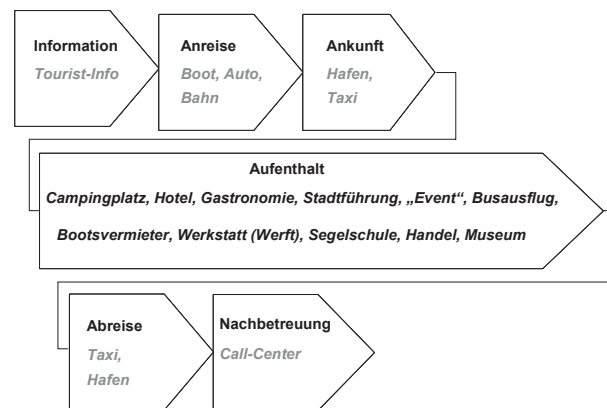 Information
Tourist-Info
Anreise
Boot, Auto,
Bahn
Ankunft
Hafen,
Taxi
Aufenthalt
Campingplatz, Hotel, Gastronomie, Stadtführung, „Event“, Busausflug,
Bootsvermieter, Werkstatt (Werft), Segelschule, Handel, Museum
Abreise
Taxi,
Hafen
Nachbetreuung
Call-Center